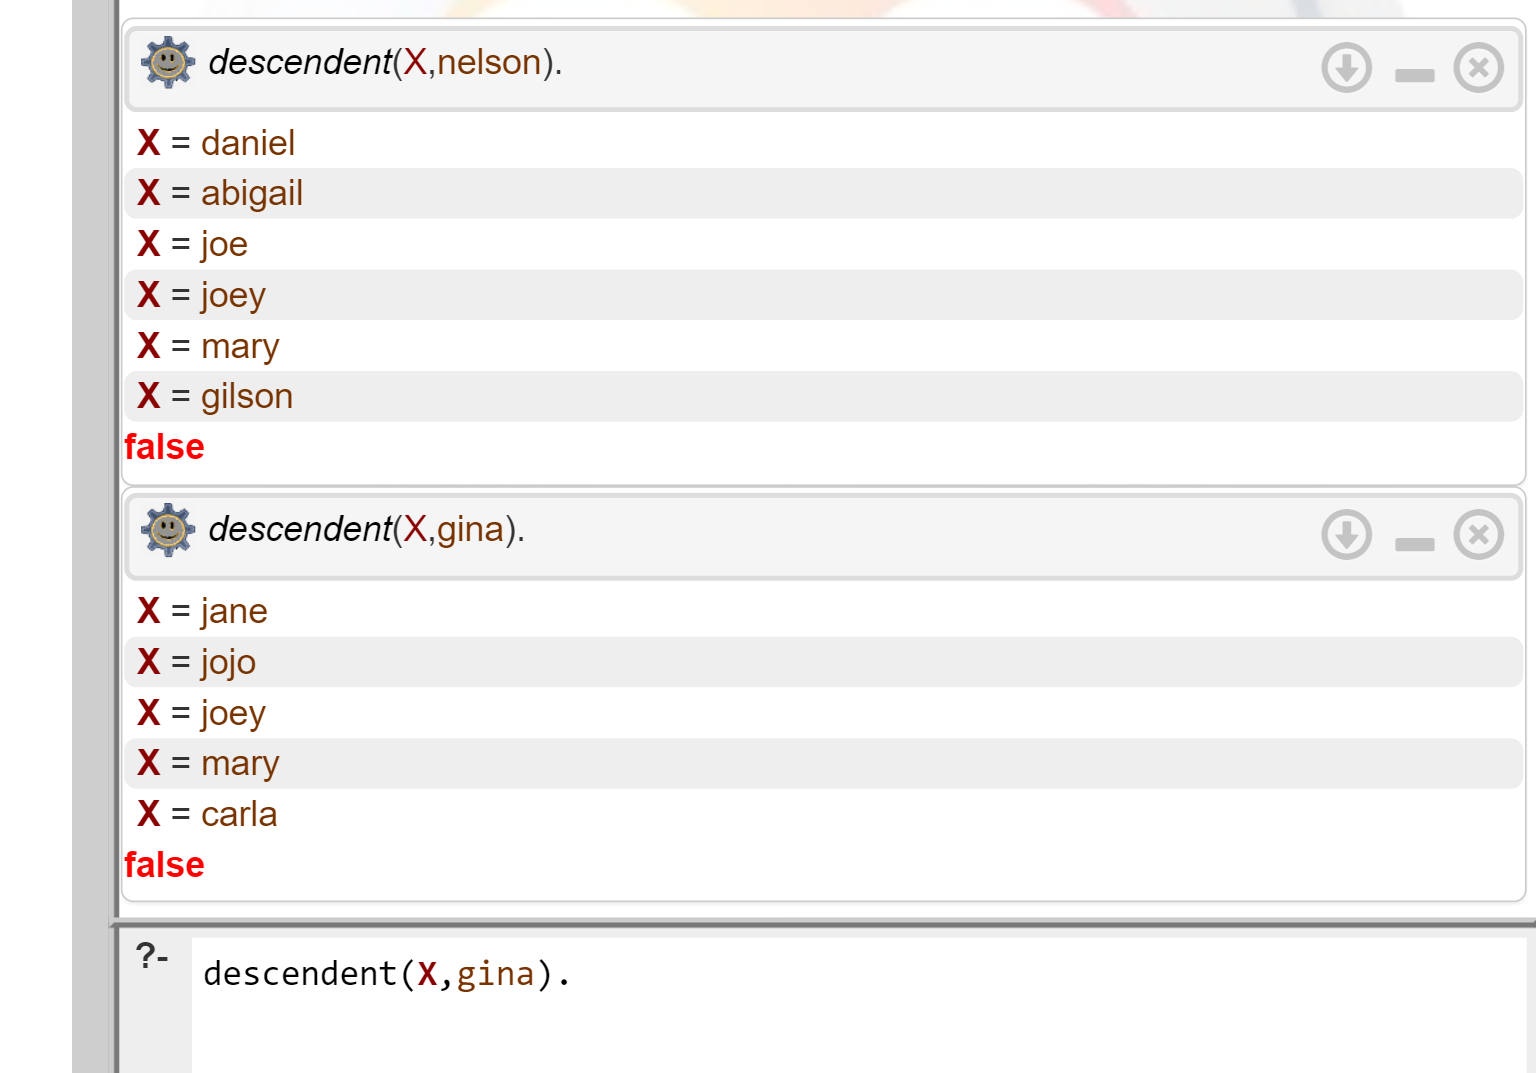 descendent(X,nelson).
X = daniel
X = abigail
X = joe
X = joey
X = mary
X = gilson
false
descendent(X,gina).
X = jane
X = jojo
X = joey
X = mary
X = carla
false
?- descendent(X,gina).